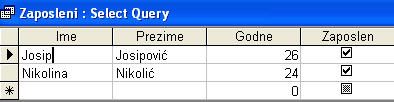 Zaposleni : Select Query
Ime Prezime Godne Zaposlen
Josip Josipović 26
Nikolina Nikolić 24
0